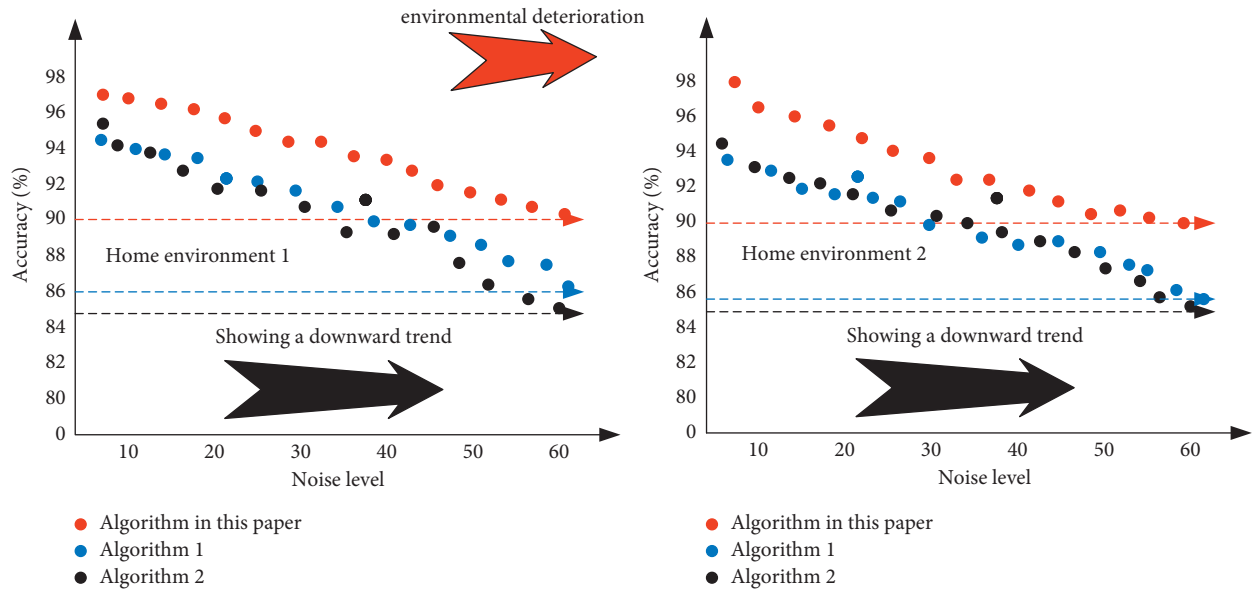 environmental deterioration
Accuracy (%)
98
96
94
92
90
88
86
84
82
80
0
Home environment 1
Showing a downward trend
10 20 30 40 50 60
Noise level
Algorithm in this paper
Algorithm 1
Algorithm 2
Accuracy (%)
98
96
94
92
90
88
86
84
82
80
0
Home environment 2
Showing a downward trend
10 20 30 40 50 60
Noise level
Algorithm in this paper
Algorithm 1
Algorithm 2